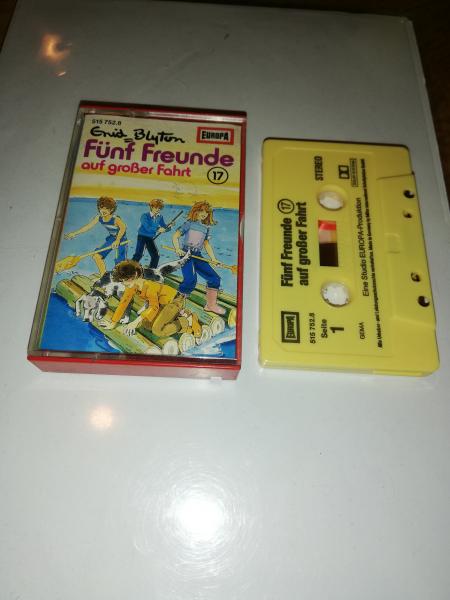 515 752.8
Enid Blyton
EUROPA
Fünf Freunde
auf großer Fahrt
17
STEREO
Fünf Freunde 17
auf großer Fahrt
EUROPA
515 752.8
Seite
1
GEMA
Eine Studio EUROPA-Produktion